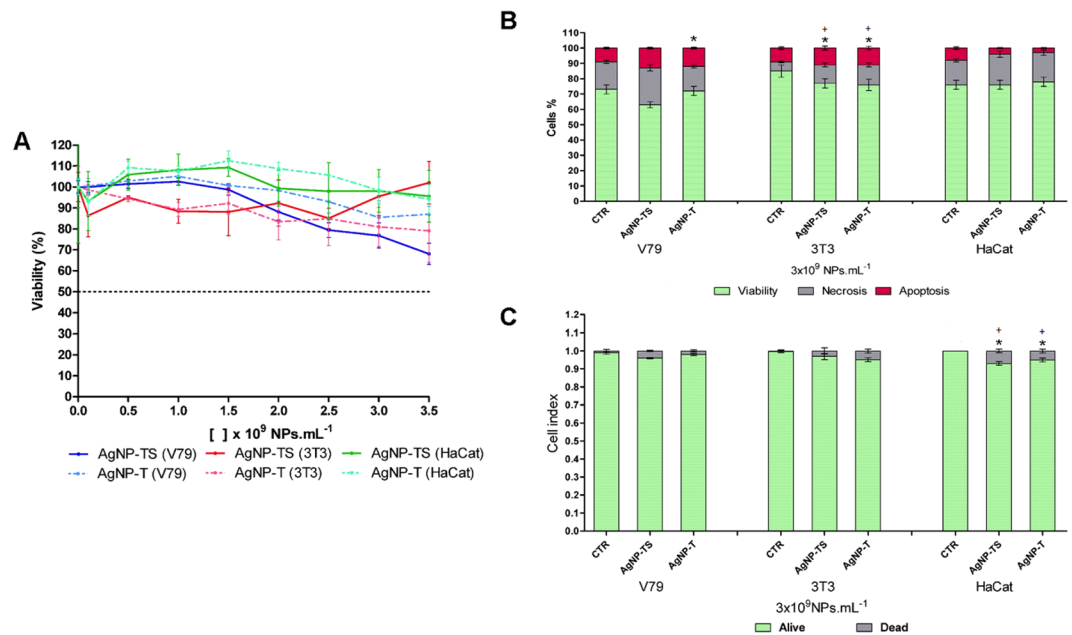 A
120
110
100
90
80
70
60
50
40
30
20
10
0
Viability (%)
0.0 0.5 1.0 1.5 2.0 2.5 3.0 3.5
[ ] x 10⁹ NPs.mL⁻¹
AgNP-TS (V79) AgNP-TS (3T3) AgNP-TS (HaCat)
AgNP-T (V79) AgNP-T (3T3) AgNP-T (HaCat)
B
110
100
90
80
70
60
50
40
30
20
10
0
Cells %
+ +
* * *
CTR AgNP-TS AgNP-T CTR AgNP-TS AgNP-T CTR AgNP-TS AgNP-T
V79 3T3 HaCat
3x10⁹ NPs.mL⁻¹
Viability Necrosis Apoptosis
C
1.2
1.1
1.0
0.9
0.8
0.7
0.6
0.5
0.4
0.3
0.2
0.1
0.0
Cell index
+ +
* *
CTR AgNP-TS AgNP-T CTR AgNP-TS AgNP-T CTR AgNP-TS AgNP-T
V79 3T3 HaCat
3x10⁹NPs.mL⁻¹
Alive Dead